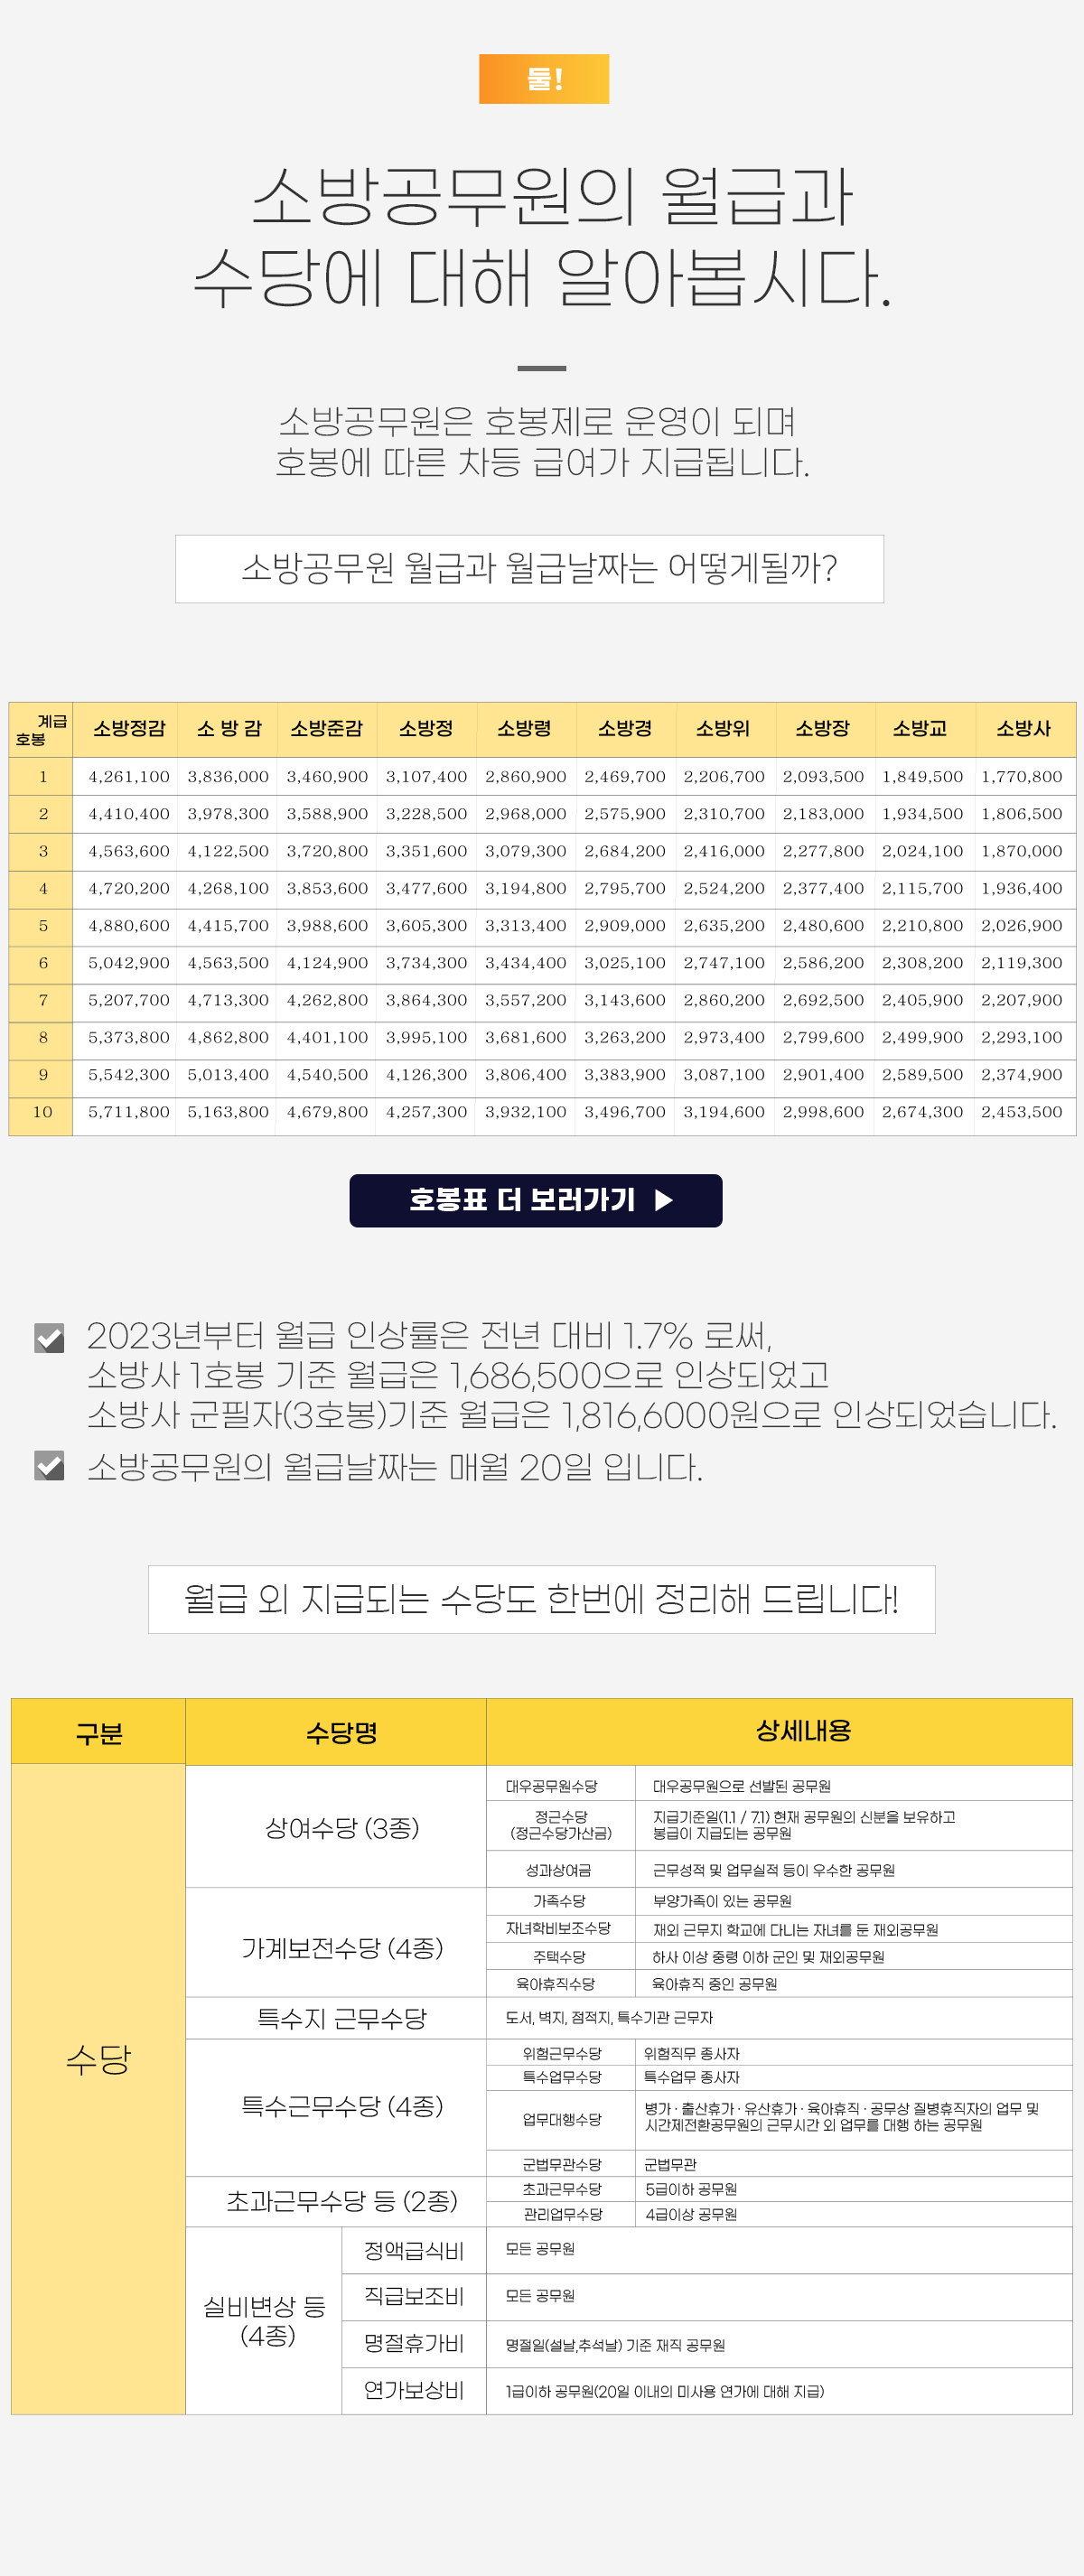 둘!
소방공무원의 월급과
수당에 대해 알아봅시다.
소방공무원은 호봉제로 운영이 되며
호봉에 따른 차등 급여가 지급됩니다.
소방공무원 월급과 월급날짜는 어떻게될까?
계급
호봉 소방정감 소 방 감 소방준감 소방정 소방령 소방경 소방위 소방장 소방교 소방사
1 4,261,100 3,836,000 3,460,900 3,107,400 2,860,900 2,469,700 2,206,700 2,093,500 1,849,500 1,770,800
2 4,410,400 3,978,300 3,588,900 3,228,500 2,968,000 2,575,900 2,310,700 2,183,000 1,934,500 1,806,500
3 4,563,600 4,122,500 3,720,800 3,351,600 3,079,300 2,684,200 2,416,000 2,277,800 2,024,100 1,870,000
4 4,720,200 4,268,100 3,853,600 3,477,600 3,194,800 2,795,700 2,524,200 2,377,400 2,115,700 1,936,400
5 4,880,600 4,415,700 3,988,600 3,605,300 3,313,400 2,909,000 2,635,200 2,480,600 2,210,800 2,026,900
6 5,042,900 4,563,500 4,124,900 3,734,300 3,434,400 3,025,100 2,747,100 2,586,200 2,308,200 2,119,300
7 5,207,700 4,713,300 4,262,800 3,864,300 3,557,200 3,143,600 2,860,200 2,692,500 2,405,900 2,207,900
8 5,373,800 4,862,800 4,401,100 3,995,100 3,681,600 3,263,200 2,973,400 2,799,600 2,499,900 2,293,100
9 5,542,300 5,013,400 4,540,500 4,126,300 3,806,400 3,383,900 3,087,100 2,901,400 2,589,500 2,374,900
10 5,711,800 5,163,800 4,679,800 4,257,300 3,932,100 3,496,700 3,194,600 2,998,600 2,674,300 2,453,500
호봉표 더 보러가기 ▶
2023년부터 월급 인상률은 전년 대비 1.7% 로써,
소방사 1호봉 기준 월급은 1,686,500으로 인상되었고
소방사 군필자(3호봉)기준 월급은 1,816,6000원으로 인상되었습니다.
소방공무원의 월급날짜는 매월 20일 입니다.
월급 외 지급되는 수당도 한번에 정리해 드립니다!
구분 수당명 상세내용
수당
상여수당 (3종)
대우공무원수당 대우공무원으로 선발된 공무원
정근수당
(정근수당가산금)
지급기준일(1.1 / 7.1) 현재 공무원의 신분을 보유하고
봉급이 지급되는 공무원
성과상여금 근무성적 및 업무실적 등이 우수한 공무원
가계보전수당 (4종)
가족수당 부양가족이 있는 공무원
자녀학비보조수당 재외 근무지 학교에 다니는 자녀를 둔 재외공무원
주택수당 하사 이상 중령 이하 군인 및 재외공무원
육아휴직수당 육아휴직 중인 공무원
특수지 근무수당 도서, 벽지, 접적지, 특수기관 근무자
특수근무수당 (4종)
위험근무수당 위험직무 종사자
특수업무수당 특수업무 종사자
업무대행수당
병가 · 출산휴가 · 유산휴가 · 육아휴직 · 공무상 질병휴직자의 업무 및
시간제전환공무원의 근무시간 외 업무를 대행 하는 공무원
군법무관수당 군법무관
초과근무수당 등 (2종)
초과근무수당 5급이하 공무원
관리업무수당 4급이상 공무원
실비변상 등
(4종)
정액급식비 모든 공무원
직급보조비 모든 공무원
명절휴가비 명절일(설날,추석날) 기준 재직 공무원
연가보상비 1급이하 공무원(20일 이내의 미사용 연가에 대해 지급)